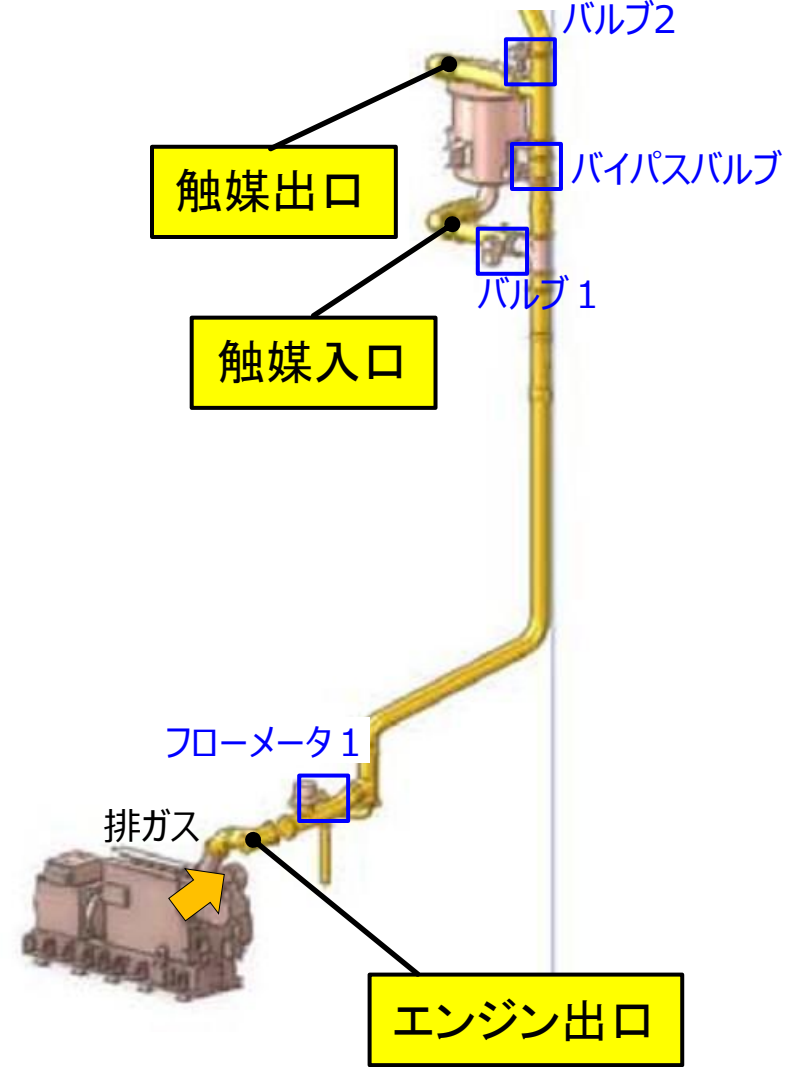 バルブ2
触媒出口
バイパスバルブ
バルブ１
触媒入口
フローメータ１
排ガス
エンジン出口